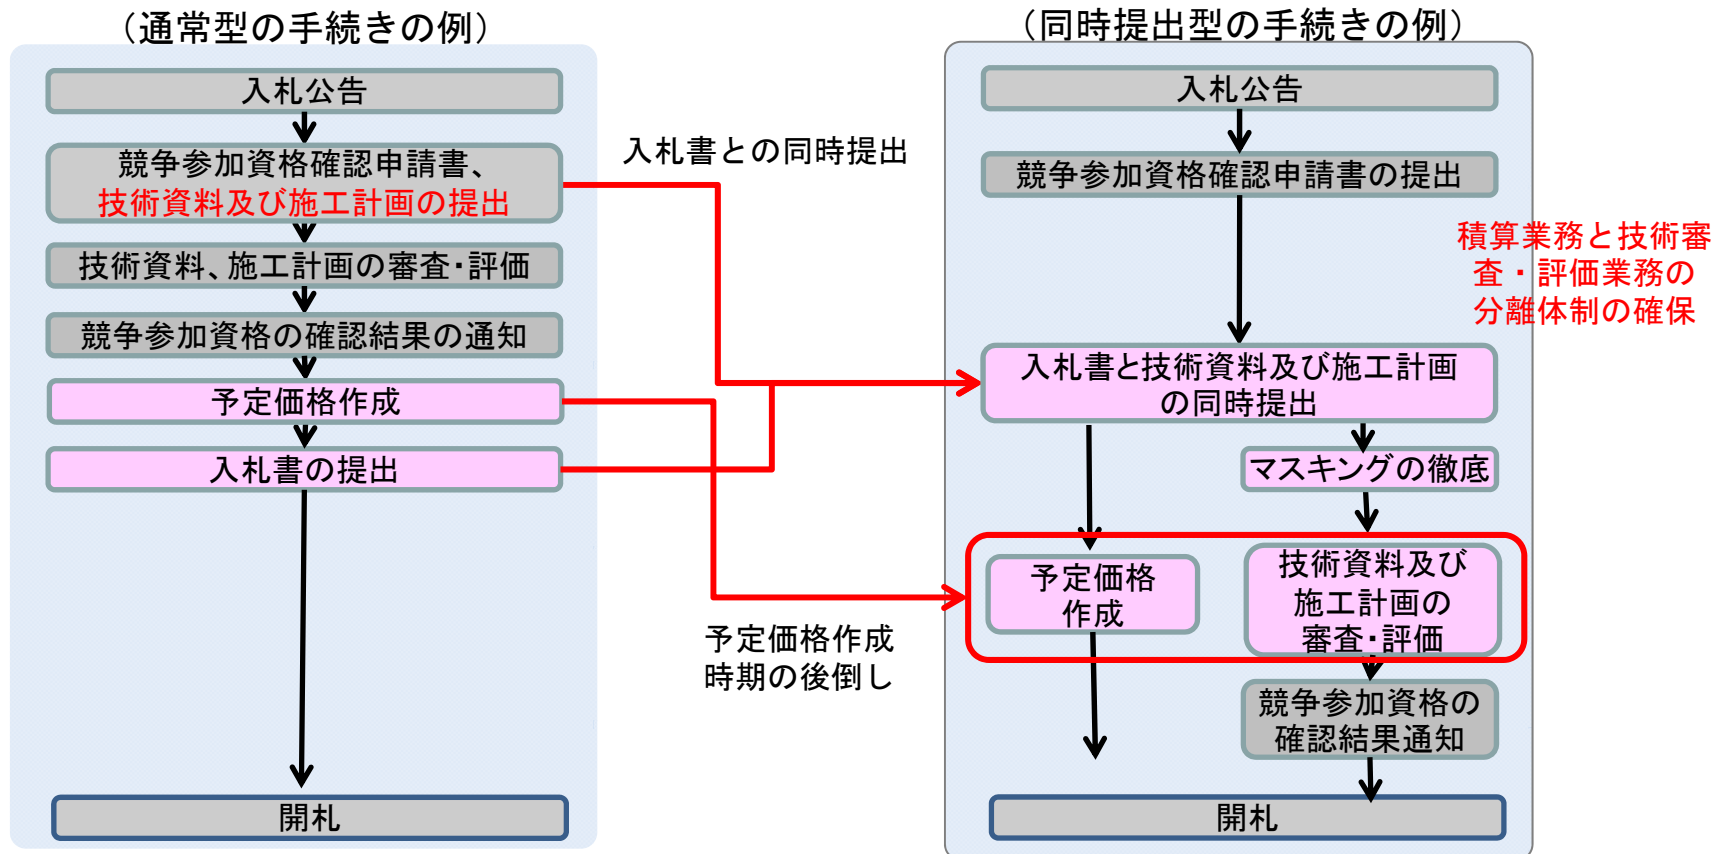 （通常型の手続きの例）
入札公告
競争参加資格確認申請書、
技術資料及び施工計画の提出
技術資料、施工計画の審査・評価
競争参加資格の確認結果の通知
予定価格作成
入札書の提出
開札
入札書との同時提出
予定価格作成
時期の後倒し
（同時提出型の手続きの例）
入札公告
競争参加資格確認申請書の提出
積算業務と技術審
査・評価業務の
分離体制の確保
入札書と技術資料及び施工計画
の同時提出
マスキングの徹底
予定価格
作成
技術資料及び
施工計画の
審査・評価
競争参加資格の
確認結果通知
開札